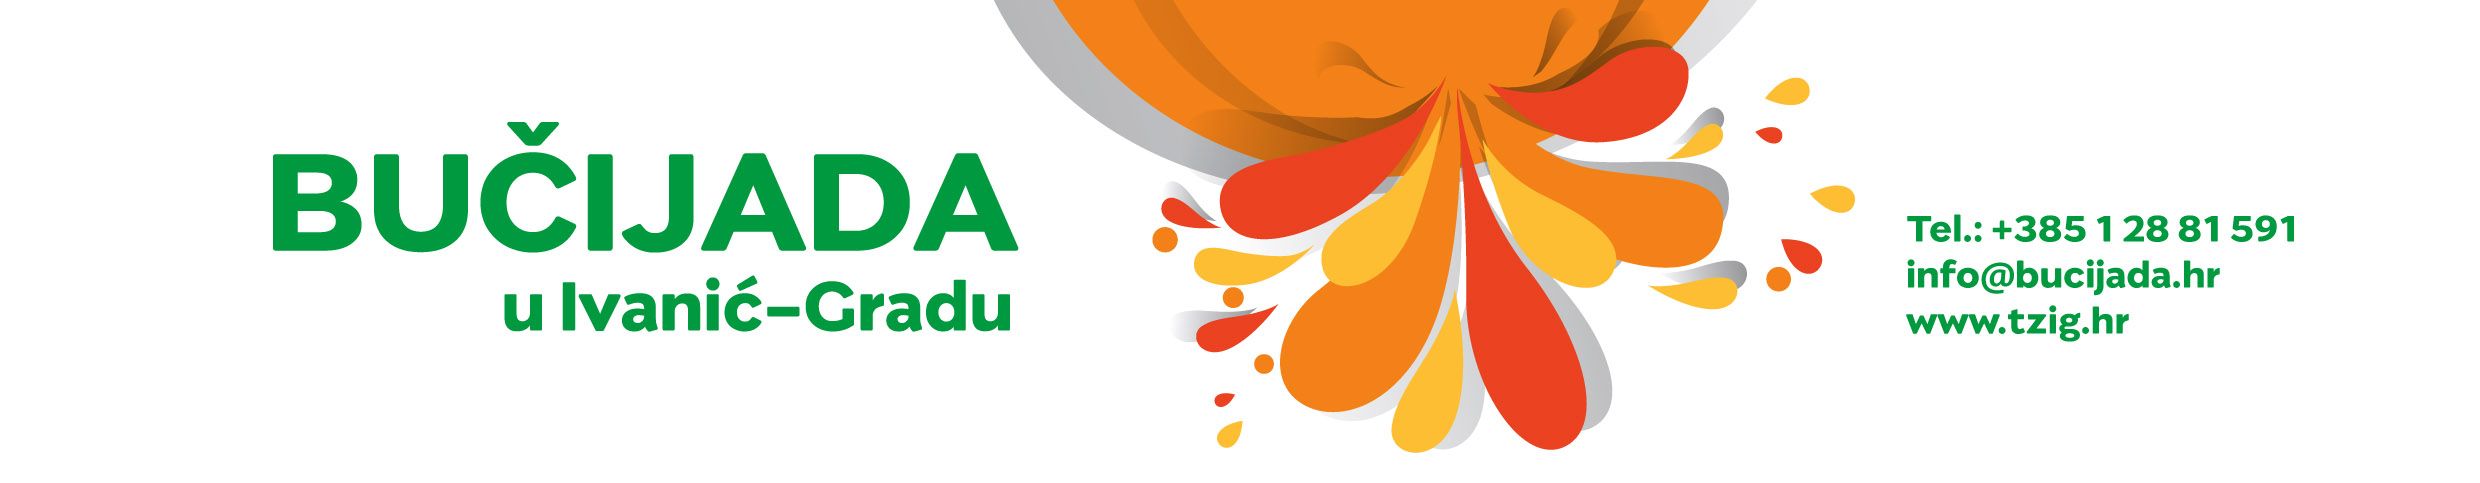 BUČIJADA
u Ivanić–Gradu
Tel.: +385 1 28 81 591
info@bucijada.hr
www.tzig.hr